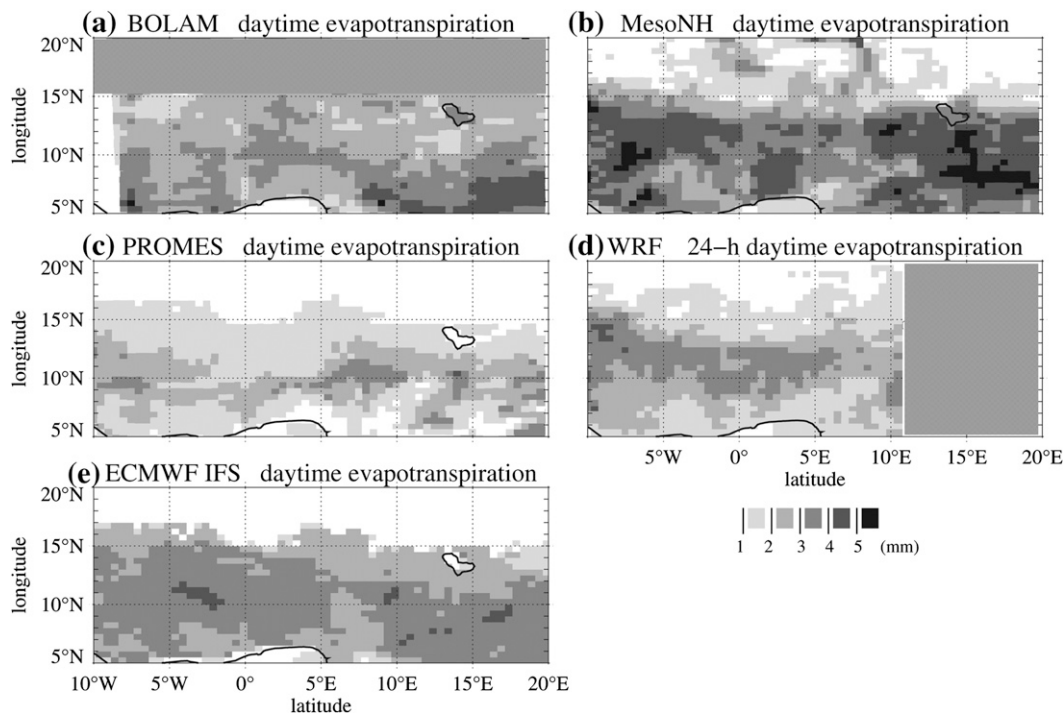 (a) BOLAM daytime evapotranspiration
20°N
15°N
10°N
5°N
longitude
(b) MesoNH daytime evapotranspiration
(c) PROMES daytime evapotranspiration
20°N
15°N
10°N
5°N
longitude
(d) WRF 24-h daytime evapotranspiration
5°W 0° 5°E 10°E 15°E 20°E
latitude
(e) ECMWF IFS daytime evapotranspiration
20°N
15°N
10°N
5°N
longitude
10°W 5°W 0° 5°E 10°E 15°E 20°E
latitude
1 2 3 4 5 (mm)